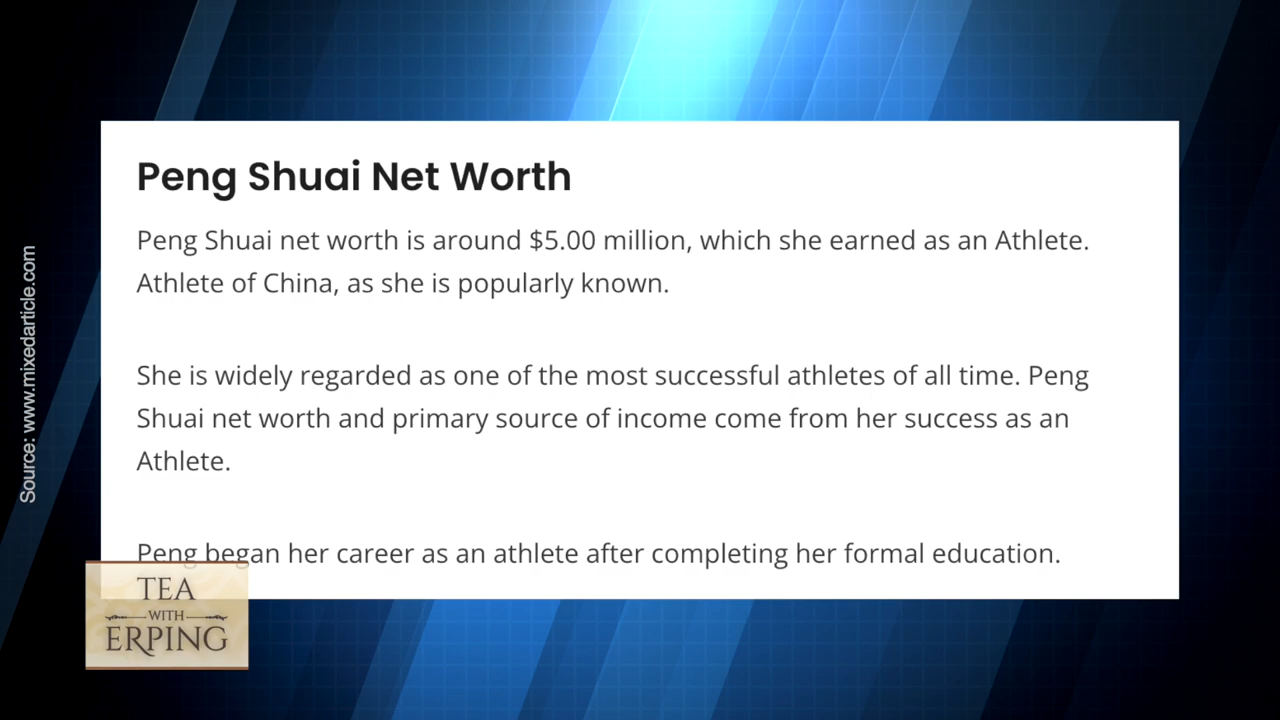 Peng Shuai Net Worth
Peng Shuai net worth is around $5.00 million, which she earned as an Athlete.
Athlete of China, as she is popularly known.
She is widely regarded as one of the most successful athletes of all time. Peng
Shuai net worth and primary source of income come from her success as an
Athlete.
Peng began her career as an athlete after completing her formal education.
Source: www.mixedarticle.com
TEA
WITH
ERPING